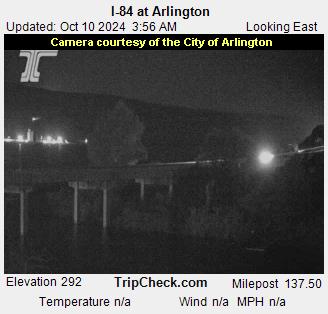 I-84 at Arlington
Updated: Oct 10 2024 3:56 AM Looking East
Camera courtesy of the City of Arlington
Elevation 292 TripCheck.com Milepost 137.50
Temperature n/a Wind n/a MPH n/a